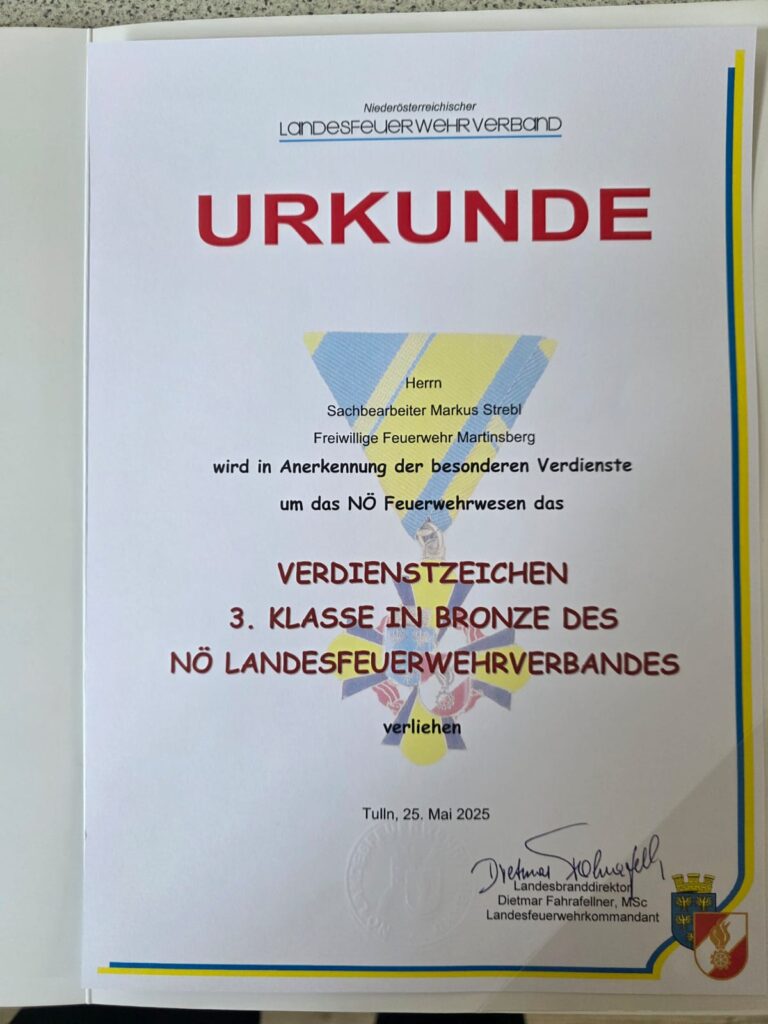 Niederösterreichischer
LANDESFEUERWEHRVERBAND
URKUNDE
Herrn
Sachbearbeiter Markus Strebl
Freiwillige Feuerwehr Martinsberg
wird in Anerkennung der besonderen Verdienste
um das NÖ Feuerwehrwesen das
VERDIENSTZEICHEN
3. KLASSE IN BRONZE DES
NÖ LANDESFEUERWEHRVERBANDES
verliehen
Tulln, 25. Mai 2025
Dietmar Fahrafellner
Landesbranddirektor
Dietmar Fahrafellner, MSc
Landesfeuerwehrkommandant